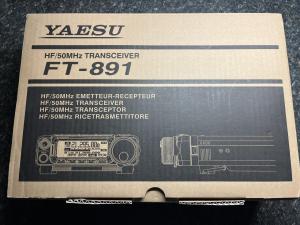 YAESU
HF/50MHz TRANSCEIVER
FT-891
HF/50MHz EMETTEUR-RECEPTEUR
HF/50MHz TRANSCEIVER
HF/50MHz TRANSCEPTOR
HF/50MHz RICETRASMETTITORE